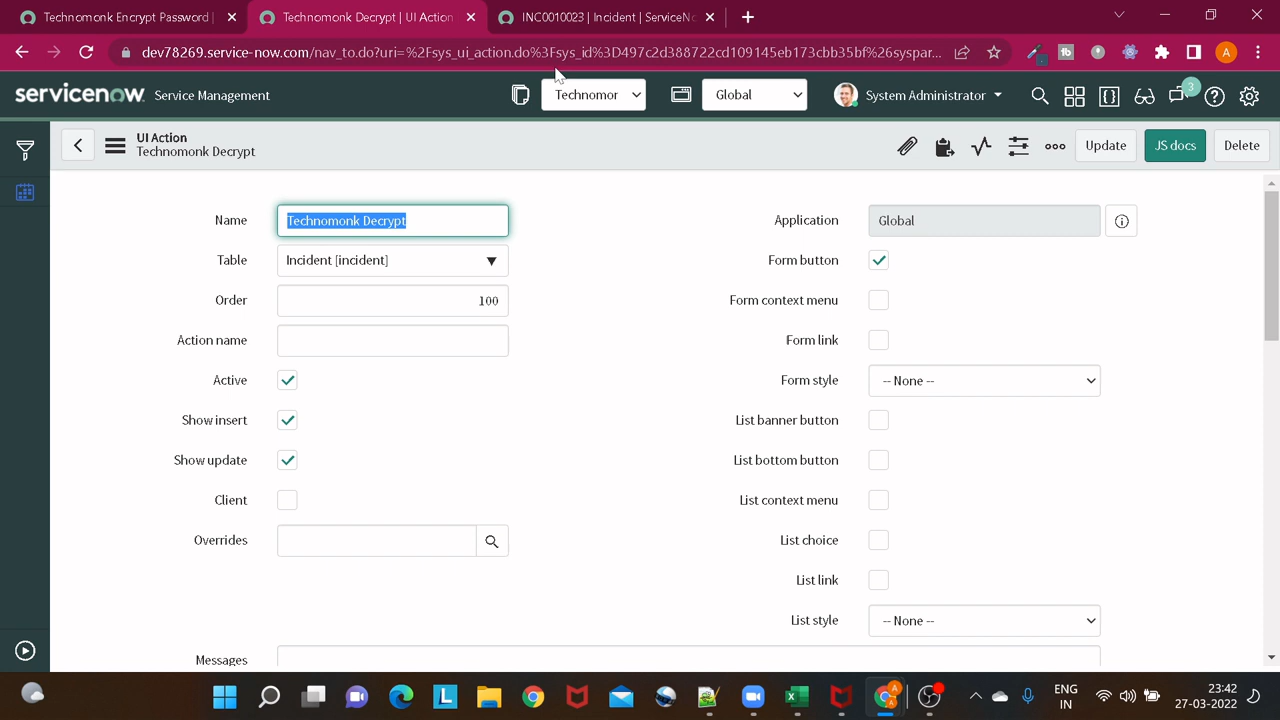 Technomonk Encrypt Password |
Technomonk Decrypt | UI Action
INC0010023 | Incident | ServiceNo
dev78269.service-now.com/nav_to.do?uri=%2Fsys_ui_action.do%3Fsys_id%3D497c2d388722cd109145eb173cbb35bf%26syspar...
A
servicenow
Service Management
Technomor
Global
System Administrator
3
UI Action
Technomonk Decrypt
Update
JS docs
Delete
Name
Technomonk Decrypt
Application
Global
Table
Incident [incident]
Form button
Order
100
Form context menu
Action name
Form link
Active
Form style
-- None --
Show insert
List banner button
Show update
List bottom button
Client
List context menu
Overrides
List choice
List link
List style
-- None --
Messages
ENG
IN
23:42
27-03-2022